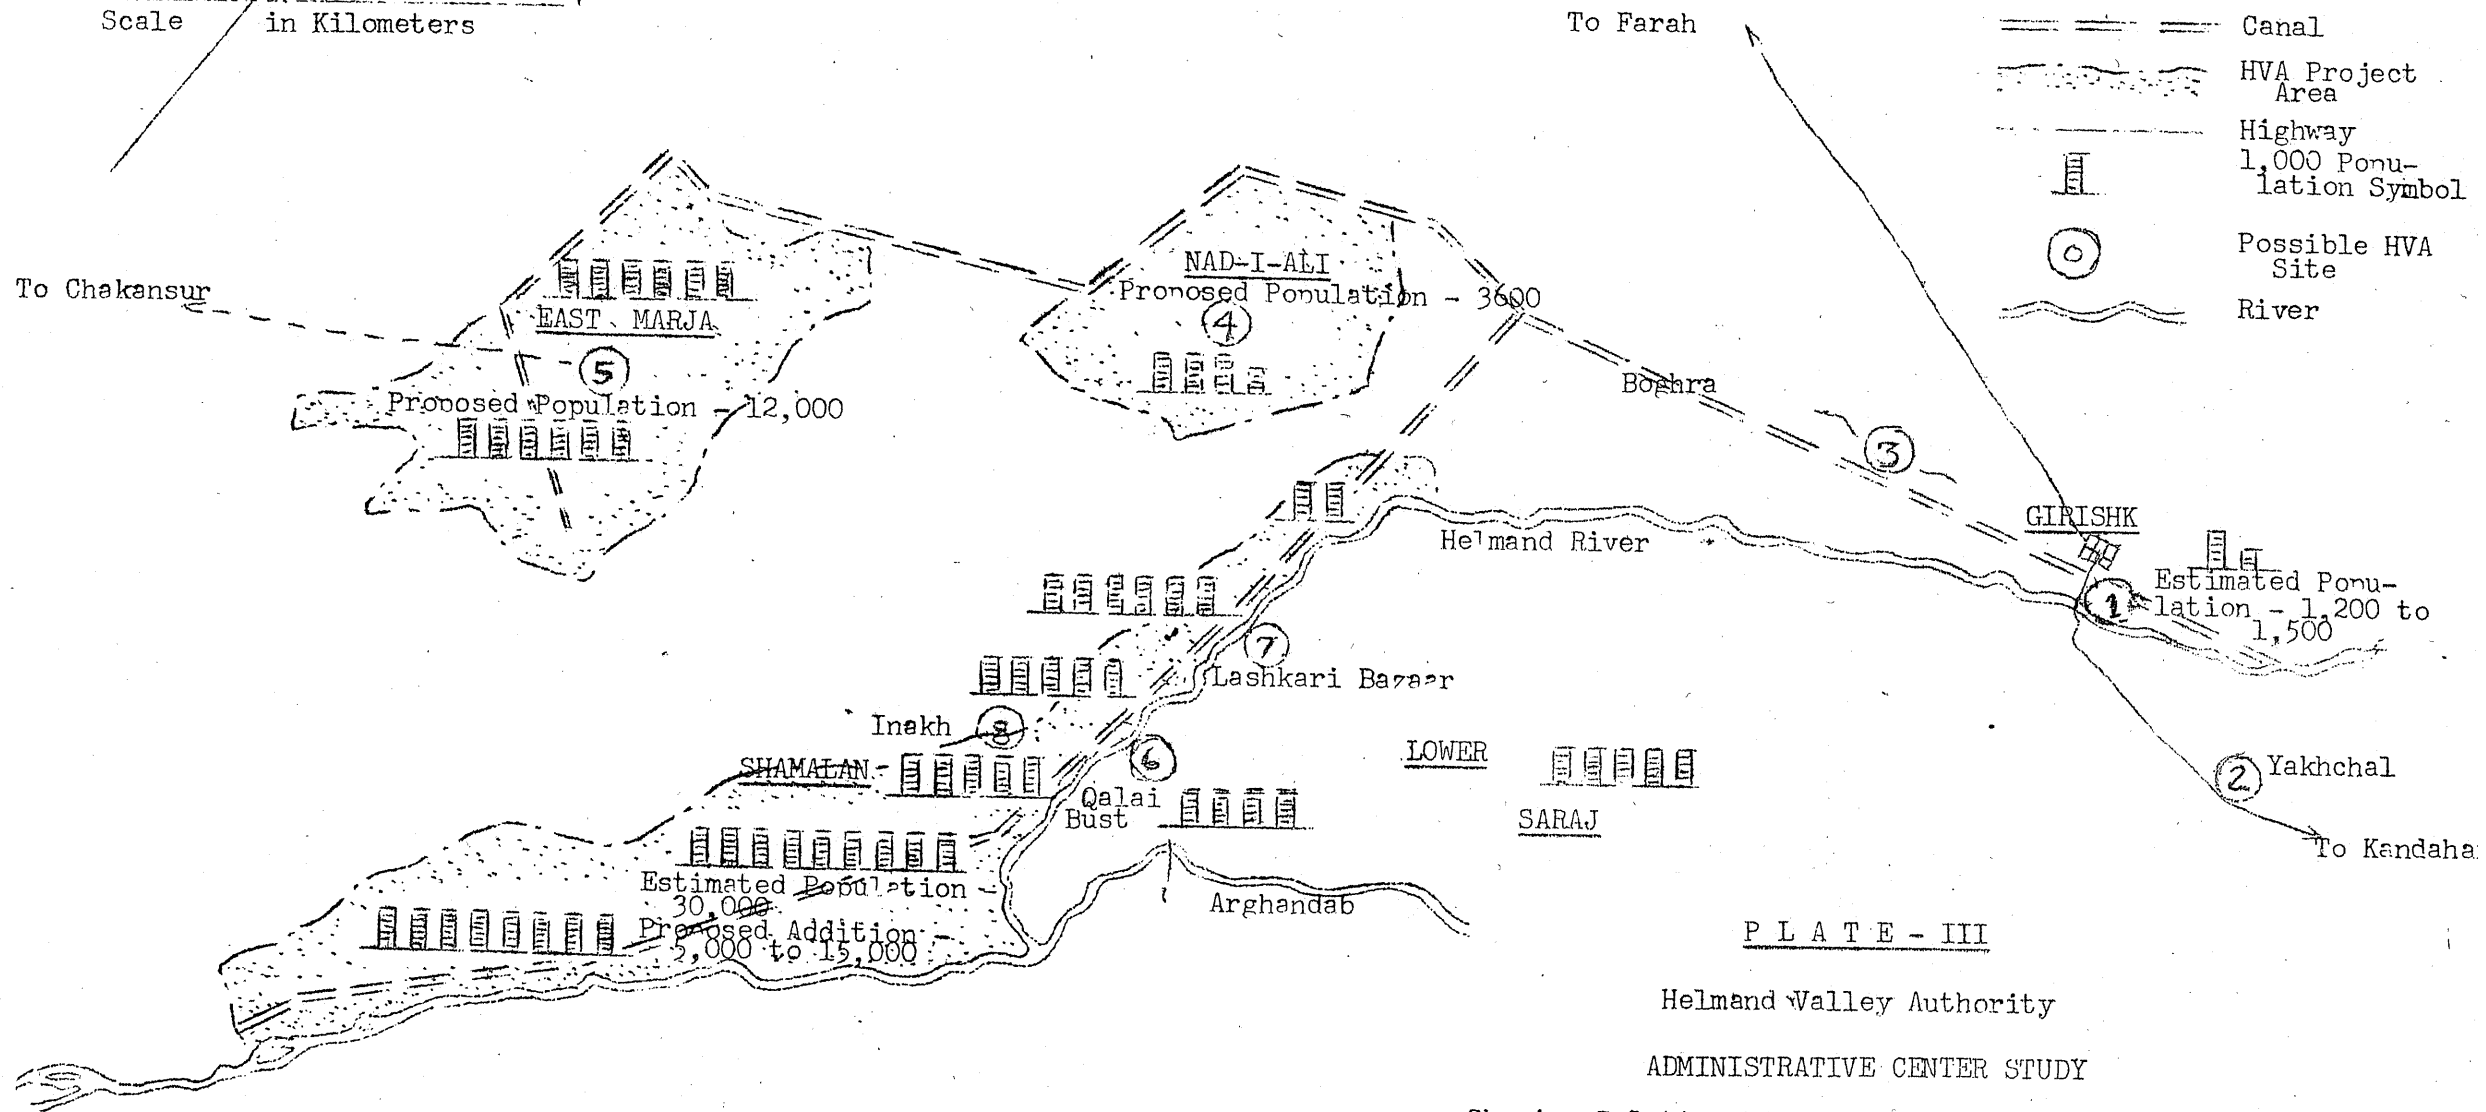 Scale in Kilometers
To Farah
Canal
HVA Project
Area
Highway
1,000 Popu-
lation Symbol
Possible HVA
Site
River
To Chakansur
EAST MARJA
5
Proposed Population - 12,000
NAD-I-ALI
Proposed Population - 3600
4
Boghra
3
GIRISHK
1
Estimated Popu-
lation - 1,200 to
1,500
Helmand River
7
Lashkari Bazaar
Inakh
8
SHAMALAN
6
Qalai
Bust
LOWER
SARAJ
2
Yakhchal
To Kandaha
Estimated Population -
30,000
Proposed Addition -
5,000 to 15,000
Arghandab
PLATE - III
Helmand Valley Authority
ADMINISTRATIVE CENTER STUDY